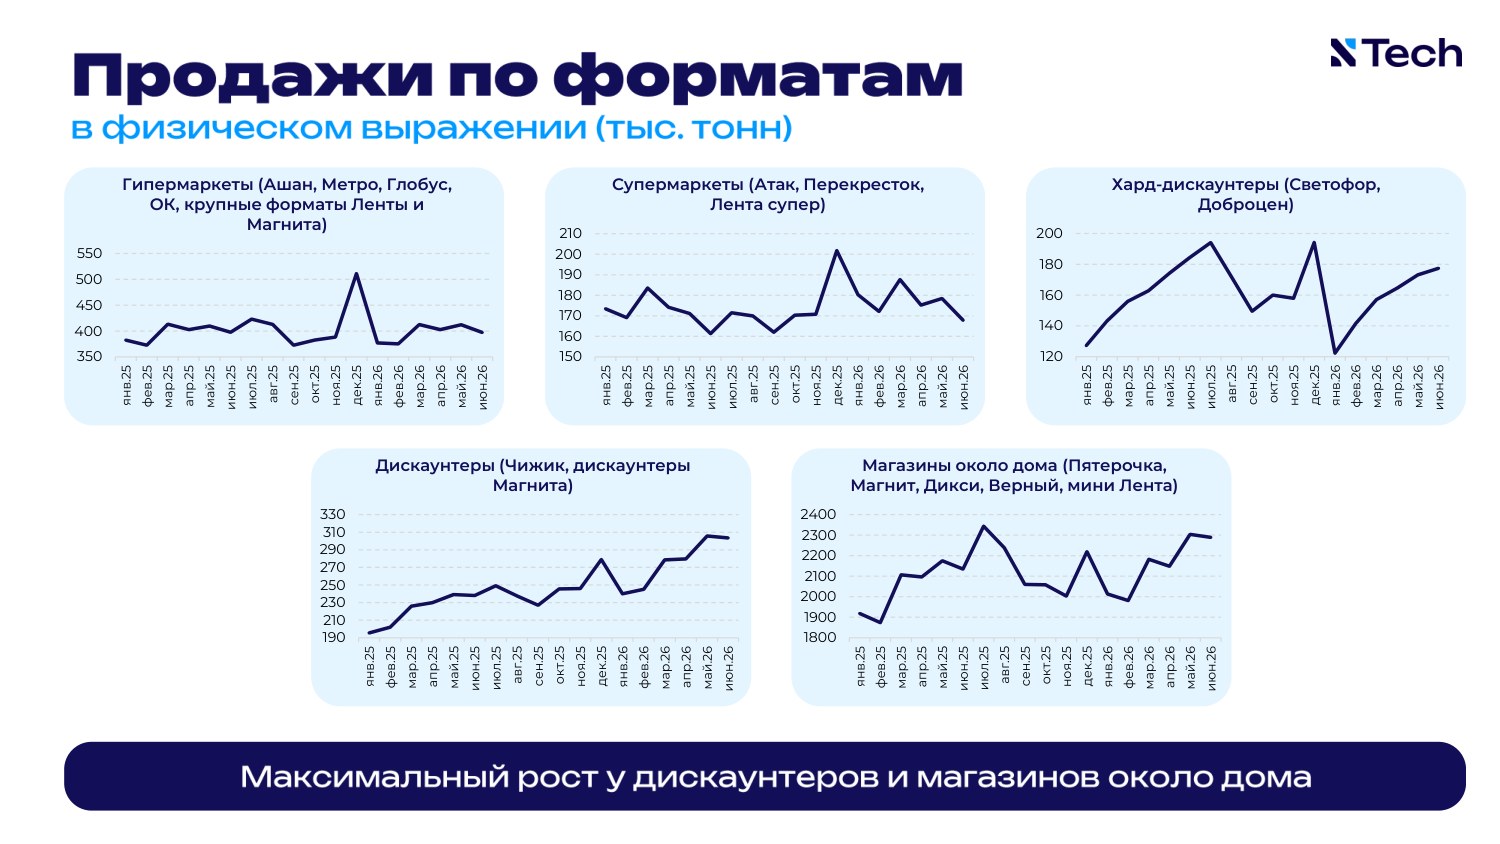 Tech
Продажи по форматам
в физическом выражении (тыс. тонн)
Гипермаркеты (Ашан, Метро, Глобус,
ОК, крупные форматы Ленты и
Магнита)
550
500
450
400
350
янв.25 фев.25 мар.25 апр.25 май.25 июн.25 июл.25 авг.25 сен.25 окт.25 ноя.25 дек.25 янв.26 фев.26 мар.26 апр.26 май.26 июн.26
Супермаркеты (Атак, Перекресток,
Лента супер)
210
200
190
180
170
160
150
янв.25 фев.25 мар.25 апр.25 май.25 июн.25 июл.25 авг.25 сен.25 окт.25 ноя.25 дек.25 янв.26 фев.26 мар.26 апр.26 май.26 июн.26
Хард-дискаунтеры (Светофор,
Доброцен)
200
180
160
140
120
янв.25 фев.25 мар.25 апр.25 май.25 июн.25 июл.25 авг.25 сен.25 окт.25 ноя.25 дек.25 янв.26 фев.26 мар.26 апр.26 май.26 июн.26
Дискаунтеры (Чижик, дискаунтеры
Магнита)
330
310
290
270
250
230
210
190
янв.25 фев.25 мар.25 апр.25 май.25 июн.25 июл.25 авг.25 сен.25 окт.25 ноя.25 дек.25 янв.26 фев.26 мар.26 апр.26 май.26 июн.26
Магазины около дома (Пятерочка,
Магнит, Дикси, Верный, мини Лента)
2400
2300
2200
2100
2000
1900
1800
янв.25 фев.25 мар.25 апр.25 май.25 июн.25 июл.25 авг.25 сен.25 окт.25 ноя.25 дек.25 янв.26 фев.26 мар.26 апр.26 май.26 июн.26
Максимальный рост у дискаунтеров и магазинов около дома